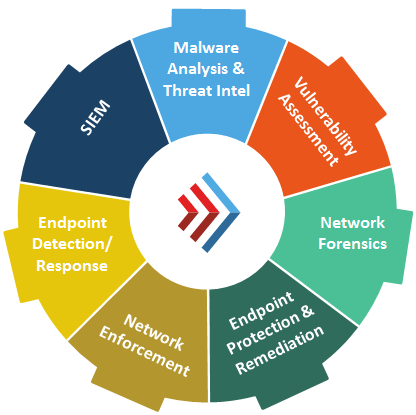 Malware
Analysis &
Threat Intel
Vulnerability
Assessment
Network
Forensics
Endpoint
Protection &
Remediation
Network
Enforcement
Endpoint
Detection/
Response
SIEM